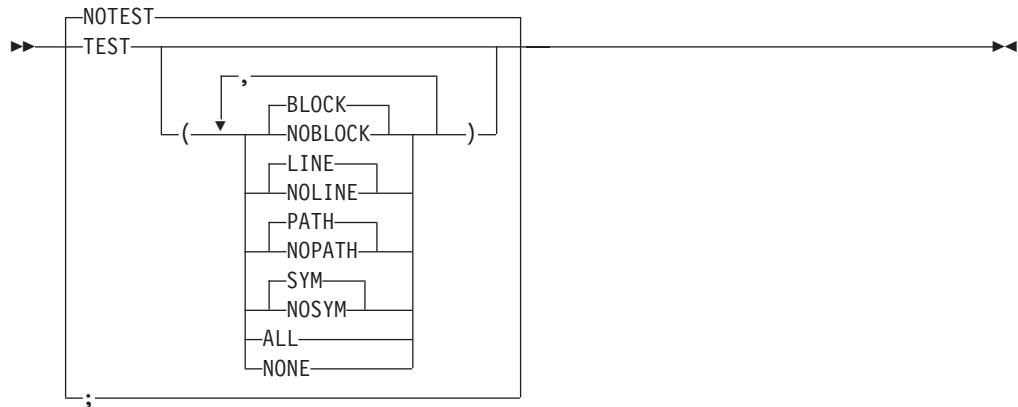 NOTEST
TEST
,
BLOCK
( NOBLOCK )
LINE
NOLINE
PATH
NOPATH
SYM
NOSYM
ALL
NONE
;